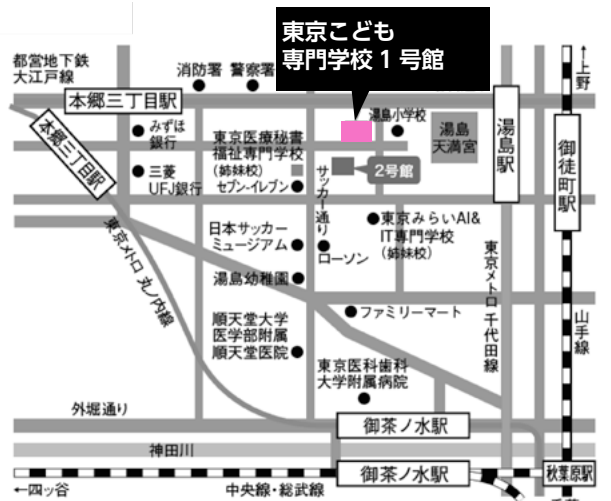 東京こども
専門学校1号館
都営地下鉄
大江戸線
消防署
警察署
↑上野
本郷三丁目駅
みずほ
銀行
湯島小学校
湯島
天満宮
湯島駅
御徒町駅
本郷三丁目駅
東京医療秘書
福祉専門学校
(姉妹校)
三菱
UFJ銀行
セブン-イレブン
2号館
サッカー通り
東京みらいAI&
IT専門学校
(姉妹校)
日本サッカー
ミュージアム
ローソン
東京メトロ 丸ノ内線
湯島幼稚園
東京メトロ 千代田線
山手線
ファミリーマート
順天堂大学
医学部附属
順天堂医院
東京医科歯科
大学附属病院
外堀通り
御茶ノ水駅
神田川
御茶ノ水駅
秋葉原駅
←四ッ谷
中央線・総武線